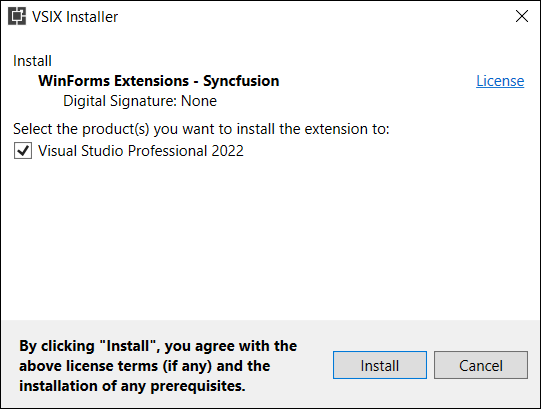 VSIX Installer
Install
WinForms Extensions - Syncfusion
License
Digital Signature: None
Select the product(s) you want to install the extension to:
Visual Studio Professional 2022
By clicking "Install", you agree with the
above license terms (if any) and the
installation of any prerequisites.
Install
Cancel